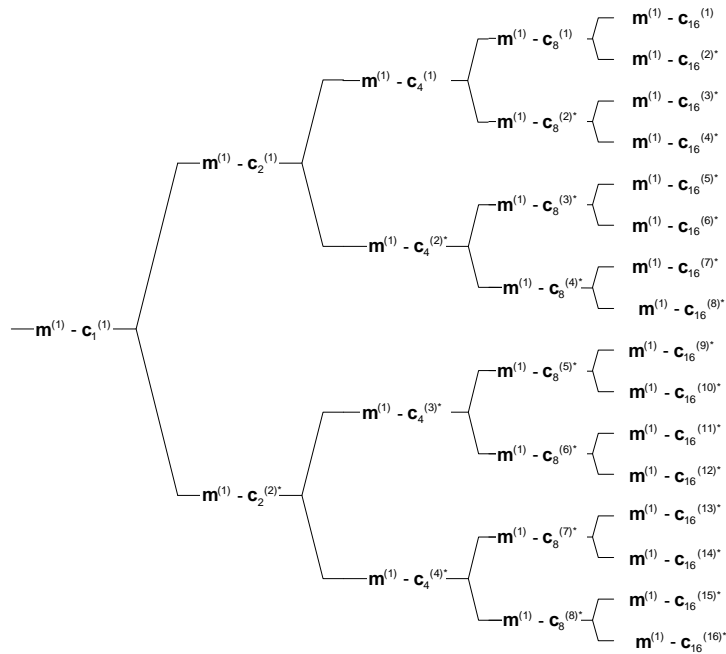 m⁽¹⁾ - c₁₆⁽¹⁾
m⁽¹⁾ - c₈⁽¹⁾
m⁽¹⁾ - c₁₆⁽²⁾*
m⁽¹⁾ - c₄⁽¹⁾
m⁽¹⁾ - c₁₆⁽³⁾*
m⁽¹⁾ - c₈⁽²⁾*
m⁽¹⁾ - c₁₆⁽⁴⁾*
m⁽¹⁾ - c₂⁽¹⁾
m⁽¹⁾ - c₁₆⁽⁵⁾*
m⁽¹⁾ - c₈⁽³⁾*
m⁽¹⁾ - c₁₆⁽⁶⁾*
m⁽¹⁾ - c₄⁽²⁾*
m⁽¹⁾ - c₁₆⁽⁷⁾*
m⁽¹⁾ - c₈⁽⁴⁾*
m⁽¹⁾ - c₁₆⁽⁸⁾*
m⁽¹⁾ - c₁⁽¹⁾
m⁽¹⁾ - c₁₆⁽⁹⁾*
m⁽¹⁾ - c₈⁽⁵⁾*
m⁽¹⁾ - c₁₆⁽¹⁰⁾*
m⁽¹⁾ - c₄⁽³⁾*
m⁽¹⁾ - c₁₆⁽¹¹⁾*
m⁽¹⁾ - c₈⁽⁶⁾*
m⁽¹⁾ - c₁₆⁽¹²⁾*
m⁽¹⁾ - c₂⁽²⁾*
m⁽¹⁾ - c₁₆⁽¹³⁾*
m⁽¹⁾ - c₈⁽⁷⁾*
m⁽¹⁾ - c₁₆⁽¹⁴⁾*
m⁽¹⁾ - c₄⁽⁴⁾*
m⁽¹⁾ - c₁₆⁽¹⁵⁾*
m⁽¹⁾ - c₈⁽⁸⁾*
m⁽¹⁾ - c₁₆⁽¹⁶⁾*